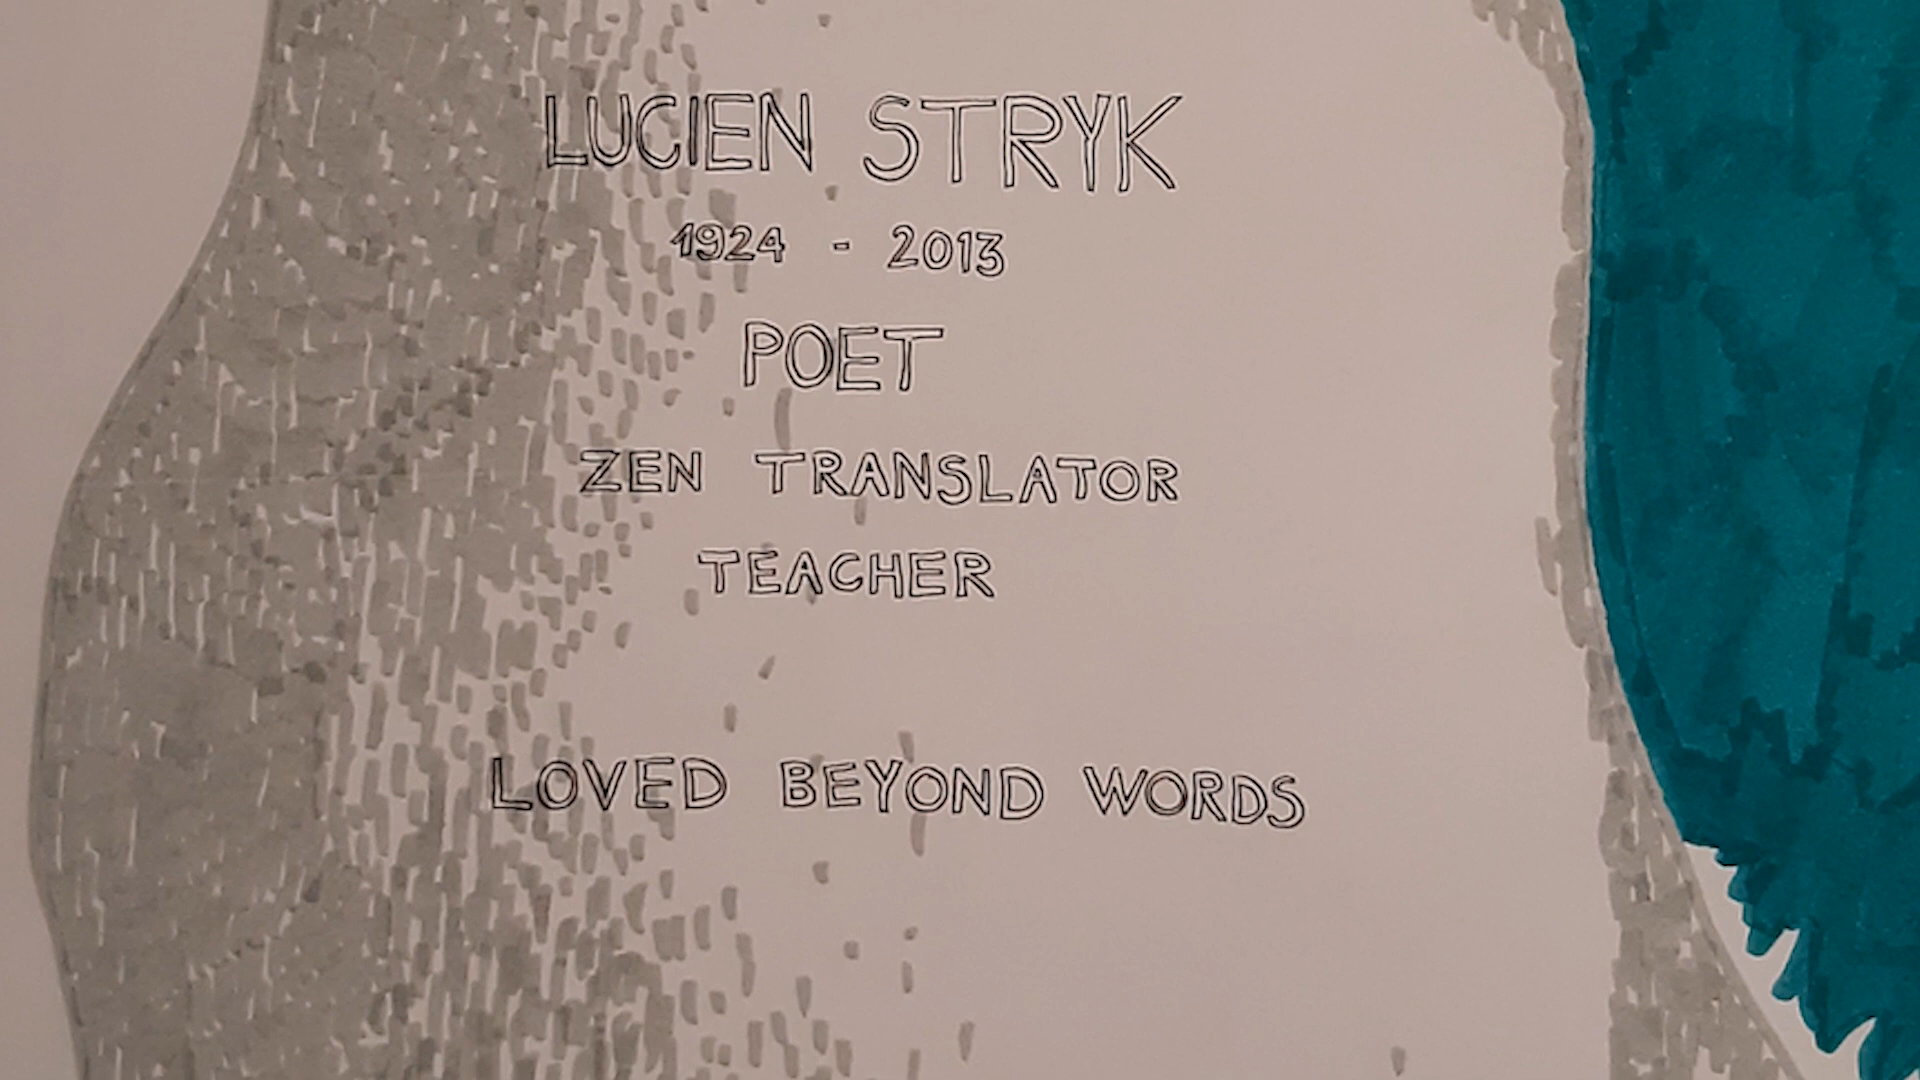 LUCIEN STRYK
1924 - 2013
POET
ZEN TRANSLATOR
TEACHER
LOVED BEYOND WORDS